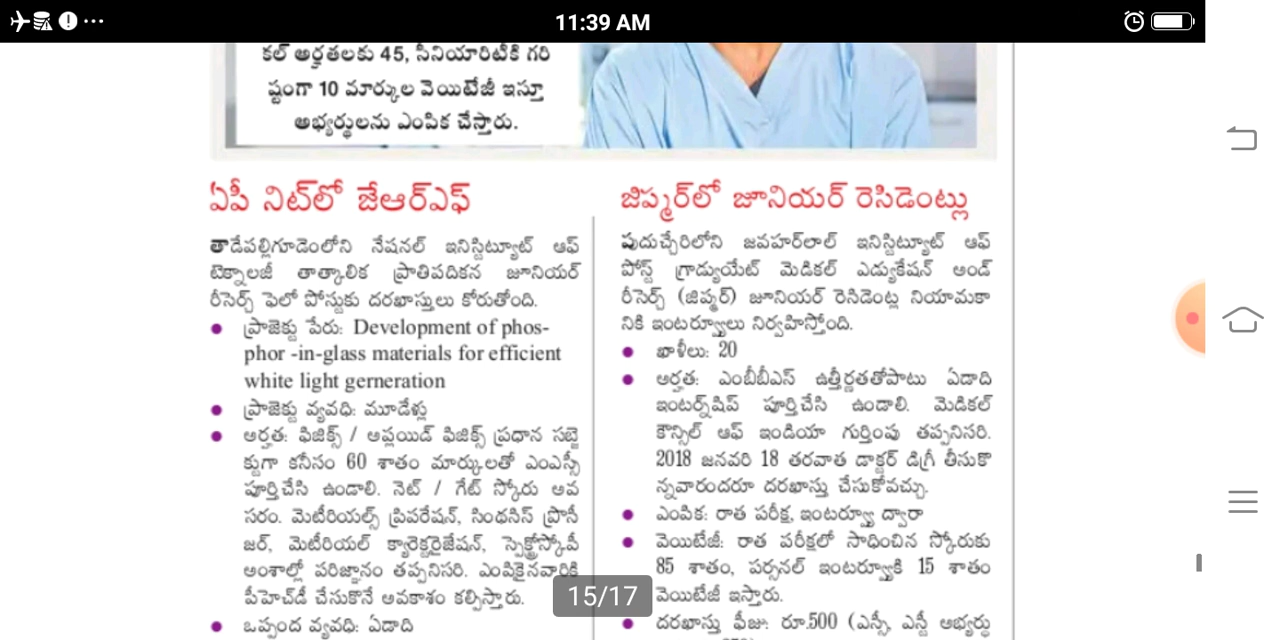 11:39 AM
కల్ అర్హతలకు 45, సీనియారిటీకి గరి
ష్టంగా 10 మార్కుల వెయిటేజీ ఇస్తూ
అభ్యర్థులను ఎంపిక చేస్తారు.
ఏపీ నిట్‌లో జేఆర్ఎఫ్
తాడేపల్లిగూడెంలోని నేషనల్ ఇనిస్టిట్యూట్ ఆఫ్
టెక్నాలజీ తాత్కాలిక ప్రాతిపదికన జూనియర్
రీసెర్చ్ ఫెలో పోస్టుకు దరఖాస్తులు కోరుతోంది.
● ప్రాజెక్టు పేరు: Development of phos-
phor -in-glass materials for efficient
white light gerneration
● ప్రాజెక్టు వ్యవధి: మూడేళ్లు
● అర్హత: ఫిజిక్స్ / అప్లయిడ్ ఫిజిక్స్ ప్రధాన సబ్జె
క్టుగా కనీసం 60 శాతం మార్కులతో ఎంఎస్సీ
పూర్తిచేసి ఉండాలి. నెట్ / గేట్ స్కోరు అవ
సరం. మెటీరియల్స్ ప్రిపరేషన్, సింథసిస్ ప్రొసీ
జర్, మెటీరియల్ క్యారెక్టరైజేషన్, స్పెక్ట్రోస్కోపీ
అంశాల్లో పరిజ్ఞానం తప్పనిసరి. ఎంపికైనవారికి
పీహెచ్‌డీ చేసుకొనే అవకాశం కల్పిస్తారు.
● ఒప్పంద వ్యవధి: ఏడాది
జిప్మర్‌లో జూనియర్ రెసిడెంట్లు
పుదుచ్చేరిలోని జవహర్‌లాల్ ఇనిస్టిట్యూట్ ఆఫ్
పోస్ట్ గ్రాడ్యుయేట్ మెడికల్ ఎడ్యుకేషన్ అండ్
రీసెర్చ్ (జిప్మర్) జూనియర్ రెసిడెంట్ల నియామకా
నికి ఇంటర్వ్యూలు నిర్వహిస్తోంది.
● ఖాళీలు: 20
● అర్హత: ఎంబీబీఎస్ ఉత్తీర్ణతతోపాటు ఏడాది
ఇంటర్న్‌షిప్ పూర్తిచేసి ఉండాలి. మెడికల్
కౌన్సిల్ ఆఫ్ ఇండియా గుర్తింపు తప్పనిసరి.
2018 జనవరి 18 తరవాత డాక్టర్ డిగ్రీ తీసుకొ
న్నవారందరూ దరఖాస్తు చేసుకోవచ్చు.
● ఎంపిక: రాత పరీక్ష, ఇంటర్వ్యూ ద్వారా
● వెయిటేజీ: రాత పరీక్షలో సాధించిన స్కోరుకు
85 శాతం, పర్సనల్ ఇంటర్వ్యూకి 15 శాతం
వెయిటేజీ ఇస్తారు.
● దరఖాస్తు ఫీజు: రూ.500 (ఎస్సీ, ఎస్టీ అభ్యర్థు
15/17